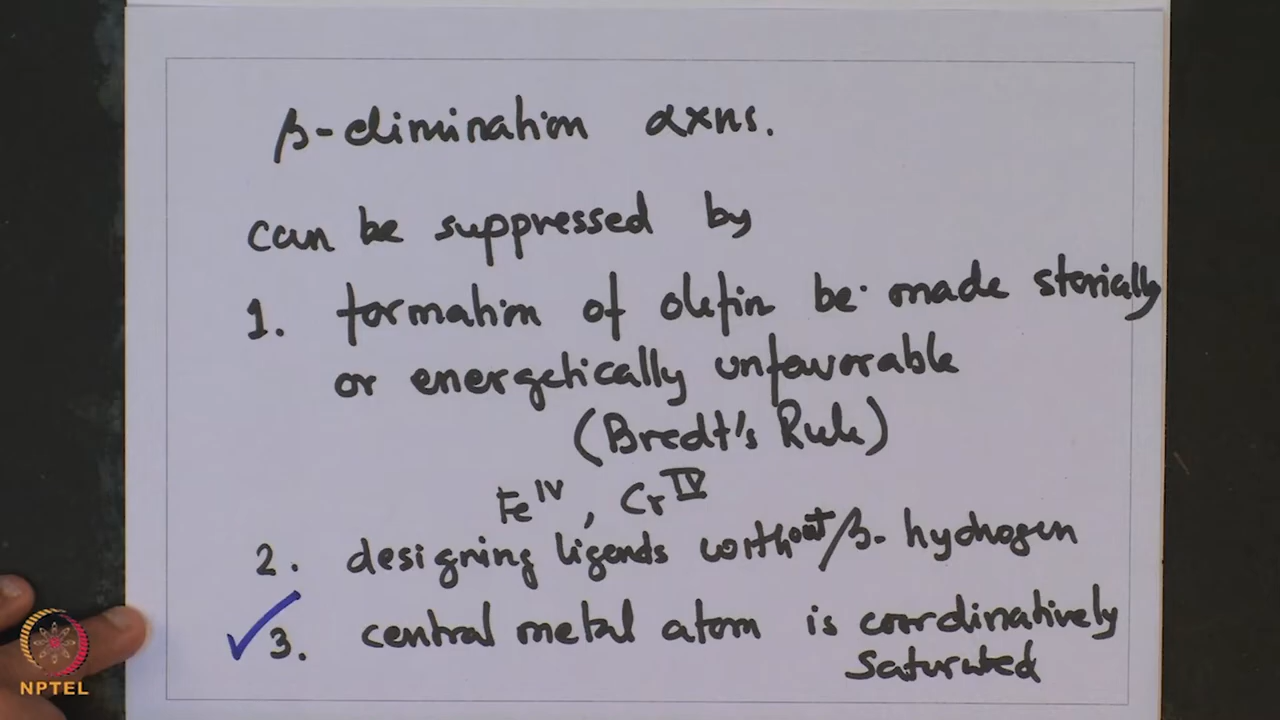 β-elimination αxns.
can be suppressed by
1. formation of olefin be made sterically
or energetically unfavorable
(Bredt's Rule)
Fe^IV, Cr^IV
2. designing ligends without β-hydrogen
3. central metal atom is coordinatively
saturated
NPTEL